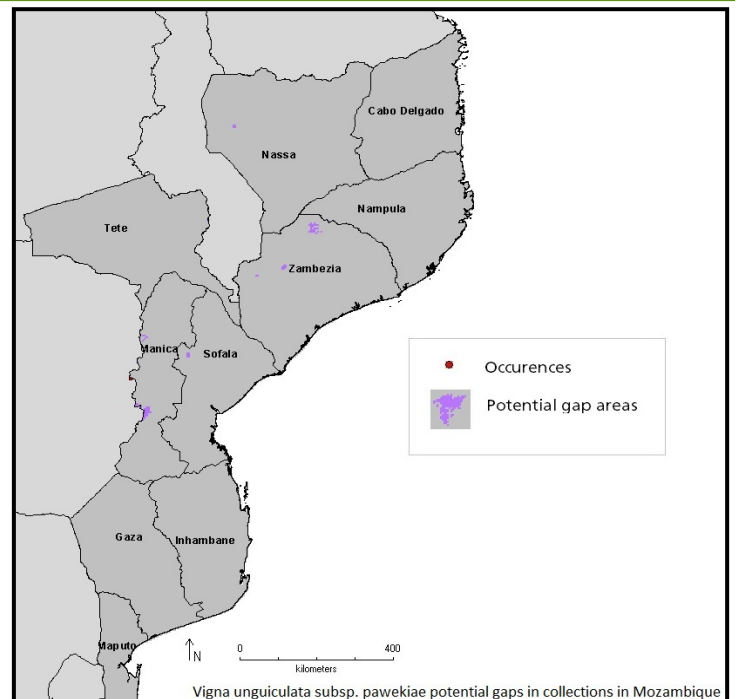 Cabo Delgado
Nassa
Nampula
Tete
Zambezia
Manica
Sofala
Occurences
Potential gap areas
Gaza
Inhambane
Maputo
N
0 400
kilometers
Vigna unguiculata subsp. pawekiae potential gaps in collections in Mozambique